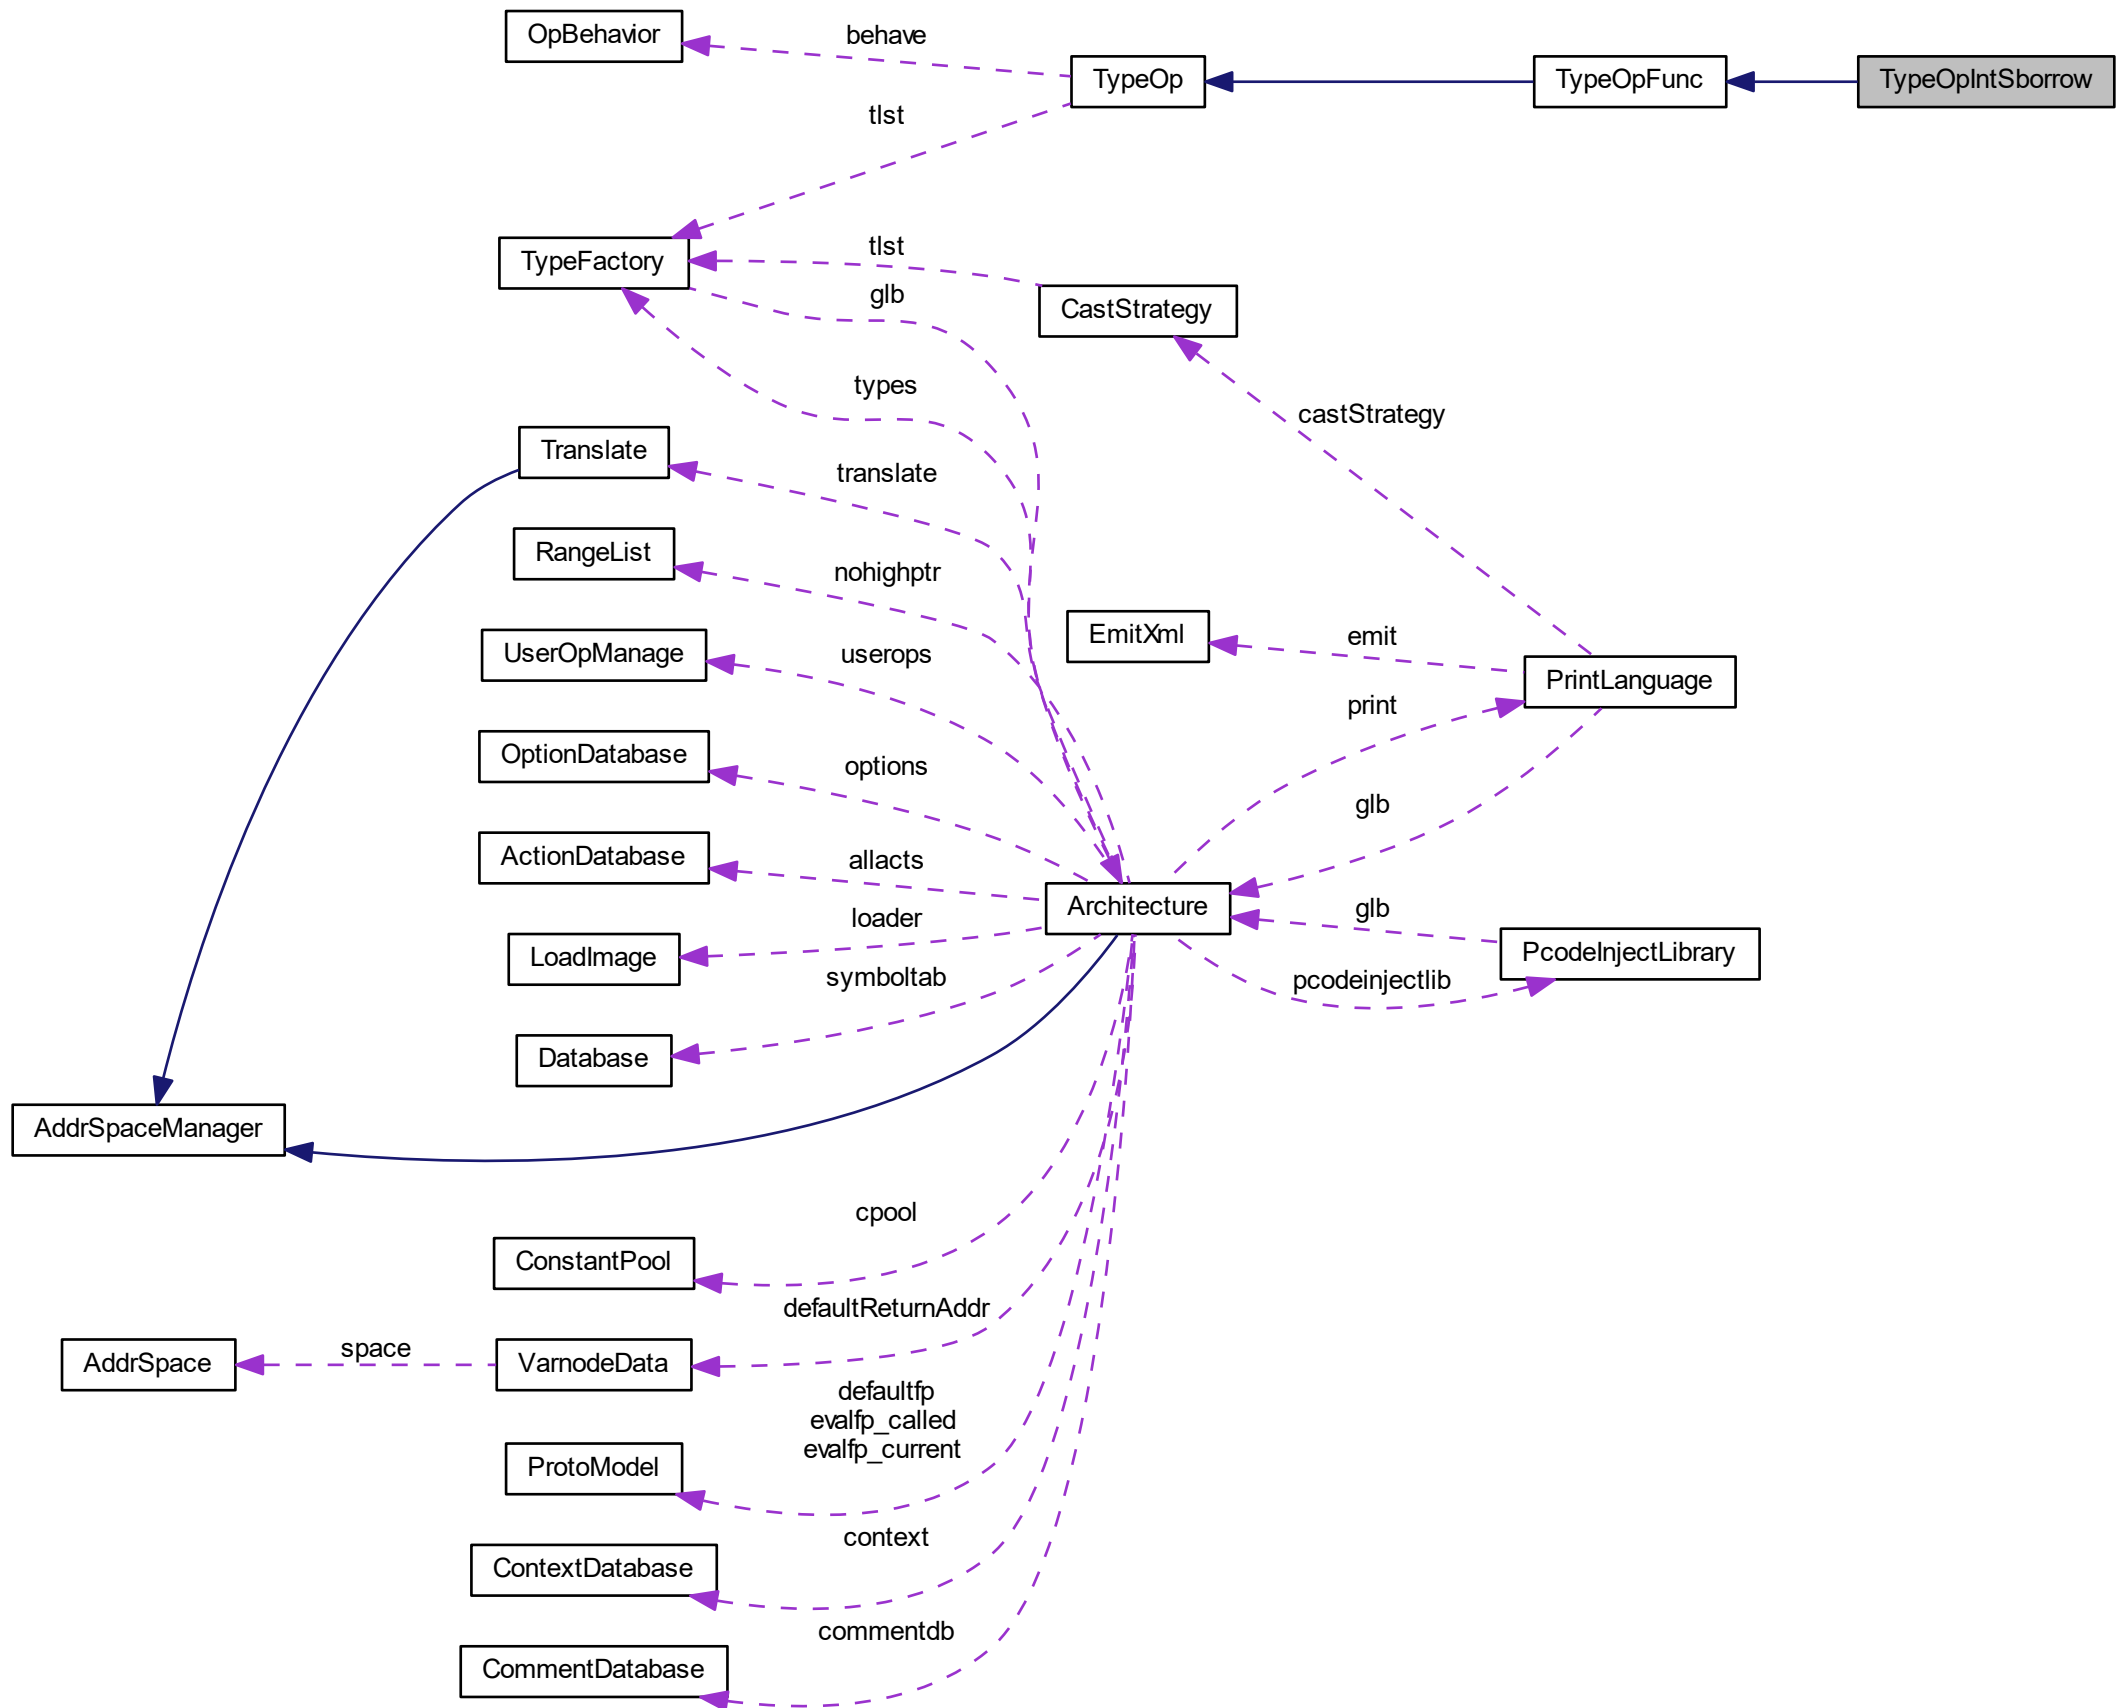 OpBehavior
behave
TypeOp
TypeOpFunc
TypeOpIntSborrow
tlst
TypeFactory
tlst
glb
CastStrategy
types
castStrategy
Translate
translate
RangeList
nohighptr
EmitXml
emit
UserOpManage
userops
PrintLanguage
print
OptionDatabase
options
glb
ActionDatabase
allacts
Architecture
glb
LoadImage
loader
PcodeInjectLibrary
symboltab
pcodeinjectlib
Database
AddrSpaceManager
cpool
ConstantPool
defaultReturnAddr
AddrSpace
space
VarnodeData
defaultfp
evalfp_called
evalfp_current
ProtoModel
context
ContextDatabase
commentdb
CommentDatabase